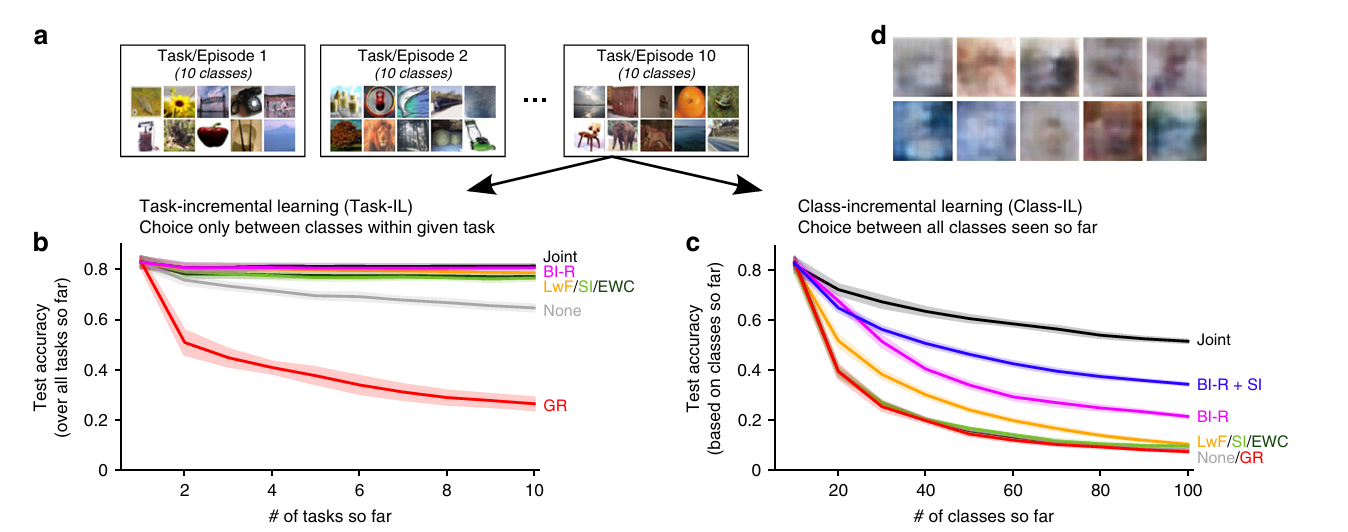 a
Task/Episode 1
(10 classes)
Task/Episode 2
(10 classes)
...
Task/Episode 10
(10 classes)
d
Task-incremental learning (Task-IL)
Choice only between classes within given task
b
Test accuracy
(over all tasks so far)
0.8
0.6
0.4
0.2
0
2
4
6
8
10
# of tasks so far
Joint
BI-R
LwF/SI/EWC
None
GR
Class-incremental learning (Class-IL)
Choice between all classes seen so far
c
Test accuracy
(based on classes so far)
0.8
0.6
0.4
0.2
0
20
40
60
80
100
# of classes so far
Joint
BI-R + SI
BI-R
LwF/SI/EWC
None/GR